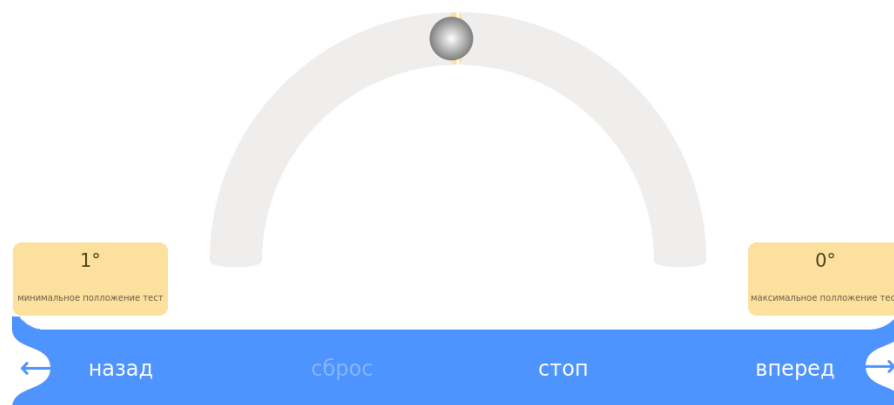 1°
минимальное полложение тест
0°
максимальное полложение тес
назад
сброс
стоп
вперед